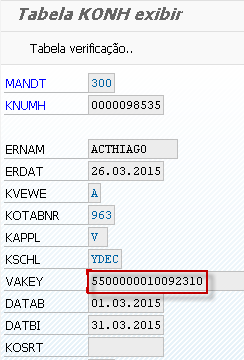 Tabela KONH exibir
Tabela verificação..
MANDT 300
KNUMH 0000098535
ERNAM ACTHIAGO
ERDAT 26.03.2015
KVEWE A
KOTABNR 963
KAPPL V
KSCHL YDEC
VAKEY 5500000010092310
DATAB 01.03.2015
DATBI 31.03.2015
KOSRT